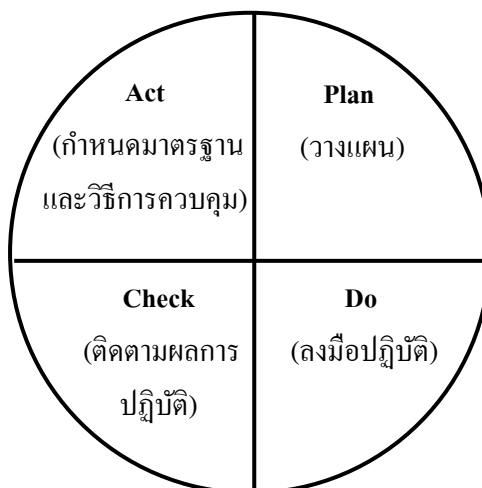 Act
(กำหนดมาตรฐาน
และวิธีการควบคุม)
Plan
(วางแผน)
Check
(ติดตามผลการ
ปฏิบัติ)
Do
(ลงมือปฏิบัติ)